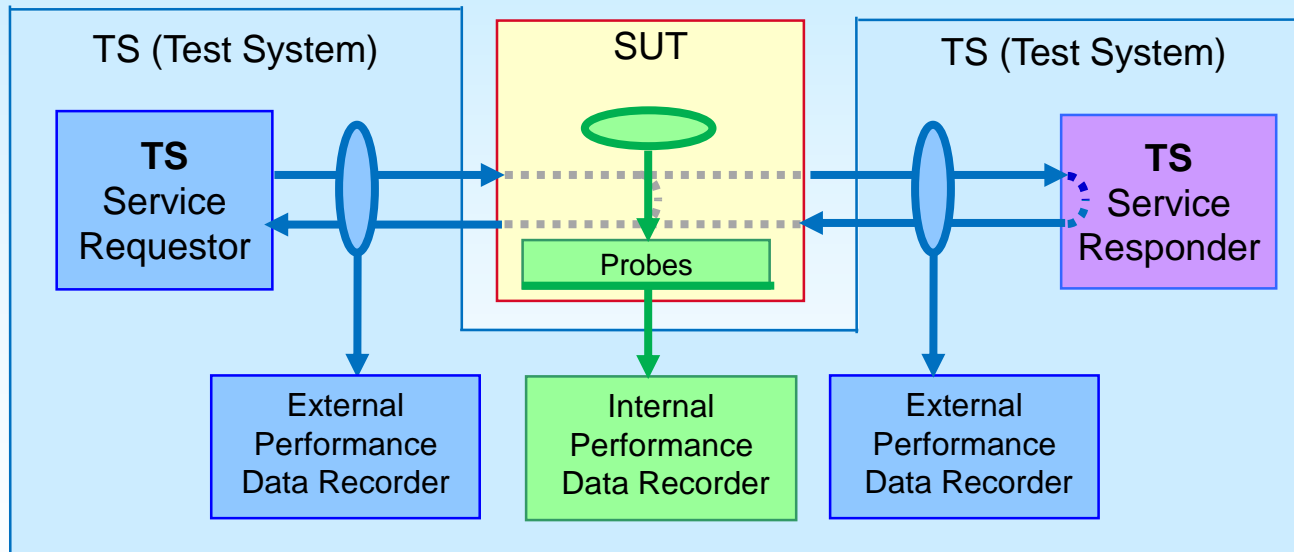 TS (Test System)
SUT
TS (Test System)
TS
Service
Requestor
TS
Service
Responder
Probes
External
Performance
Data Recorder
Internal
Performance
Data Recorder
External
Performance
Data Recorder